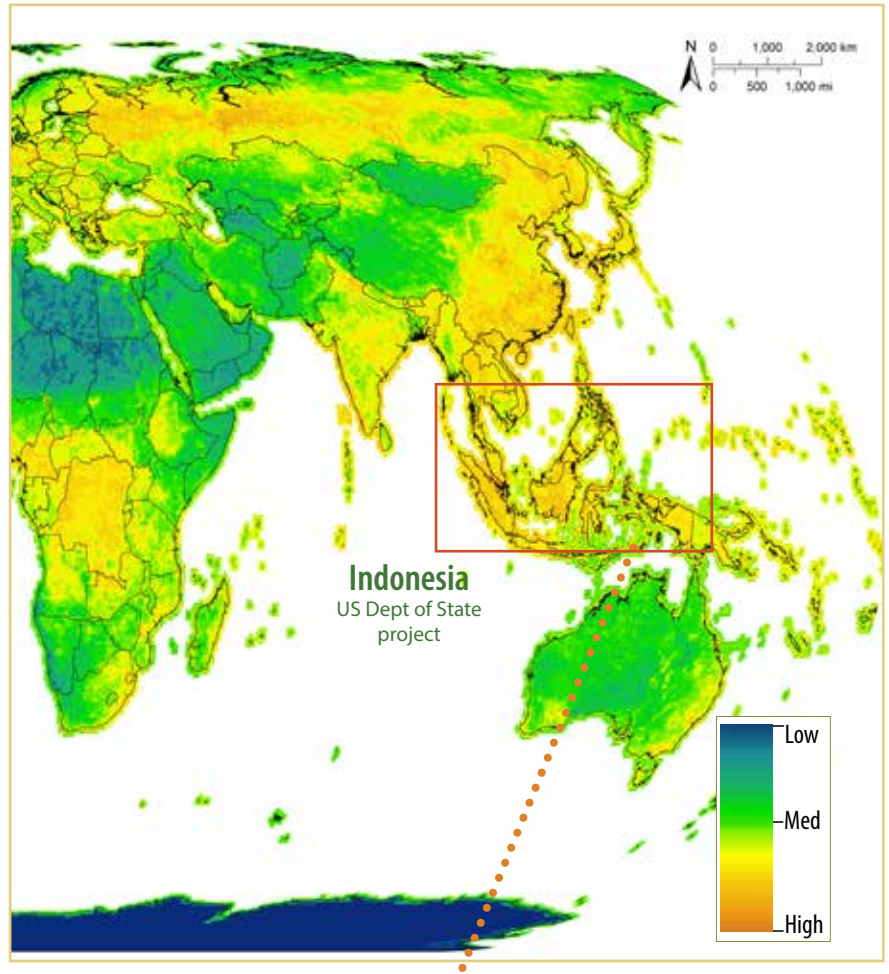 N 0 1,000 2,000 km
0 500 1,000 mi
Indonesia
US Dept of State
project
Low
Med
High